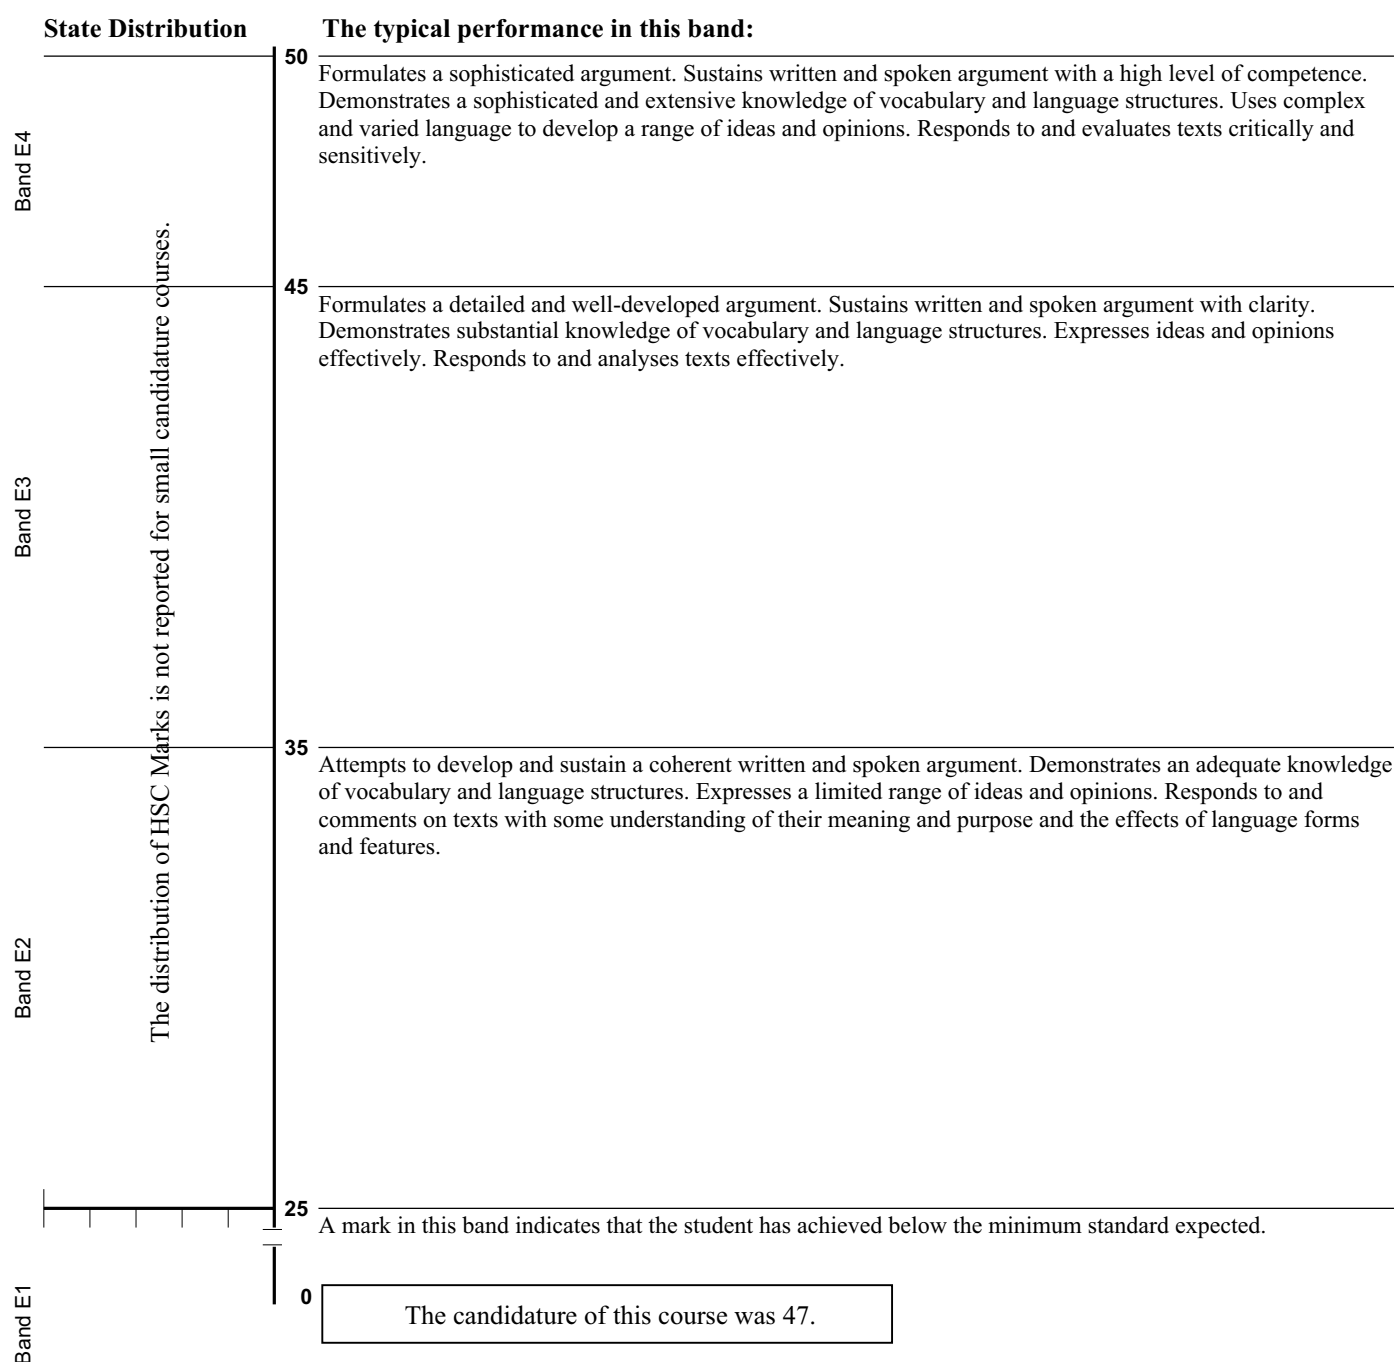 State Distribution
The typical performance in this band:
50
Formulates a sophisticated argument. Sustains written and spoken argument with a high level of competence.
Demonstrates a sophisticated and extensive knowledge of vocabulary and language structures. Uses complex
and varied language to develop a range of ideas and opinions. Responds to and evaluates texts critically and
sensitively.
Band E4
The distribution of HSC Marks is not reported for small candidature courses.
45
Formulates a detailed and well-developed argument. Sustains written and spoken argument with clarity.
Demonstrates substantial knowledge of vocabulary and language structures. Expresses ideas and opinions
effectively. Responds to and analyses texts effectively.
Band E3
35
Attempts to develop and sustain a coherent written and spoken argument. Demonstrates an adequate knowledge
of vocabulary and language structures. Expresses a limited range of ideas and opinions. Responds to and
comments on texts with some understanding of their meaning and purpose and the effects of language forms
and features.
Band E2
25
A mark in this band indicates that the student has achieved below the minimum standard expected.
0
Band E1
The candidature of this course was 47.